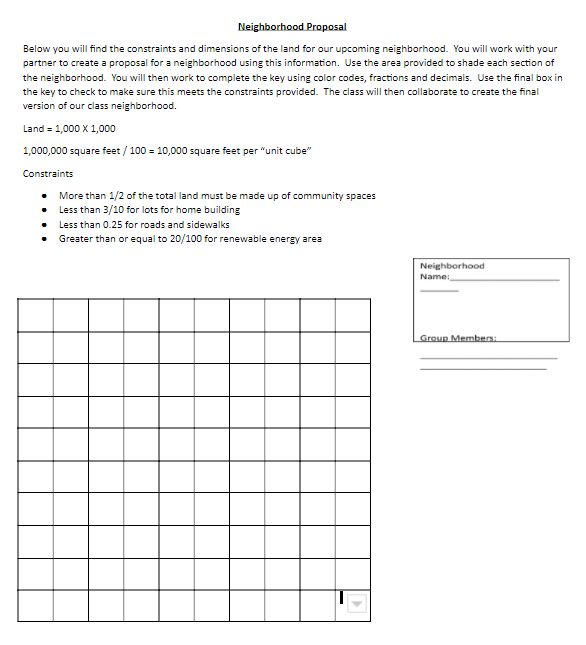 Neighborhood Proposal
Below you will find the constraints and dimensions of the land for our upcoming neighborhood.  You will work with your
partner to create a proposal for a neighborhood using this information.  Use the area provided to shade each section of
the neighborhood.  You will then work to complete the key using color codes, fractions and decimals.  Use the final box in
the key to check to make sure this meets the constraints provided.  The class will then collaborate to create the final
version of our class neighborhood.
Land = 1,000 X 1,000
1,000,000 square feet / 100 = 10,000 square feet per “unit cube”
Constraints
• More than 1/2 of the total land must be made up of community spaces
• Less than 3/10 for lots for home building
• Less than 0.25 for roads and sidewalks
• Greater than or equal to 20/100 for renewable energy area
Neighborhood
Name:
Group Members: